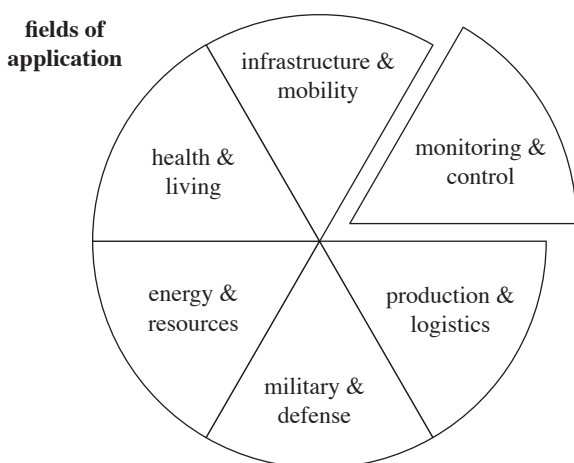 fields of
application
infrastructure &
mobility
monitoring &
control
health &
living
energy &
resources
production &
logistics
military &
defense